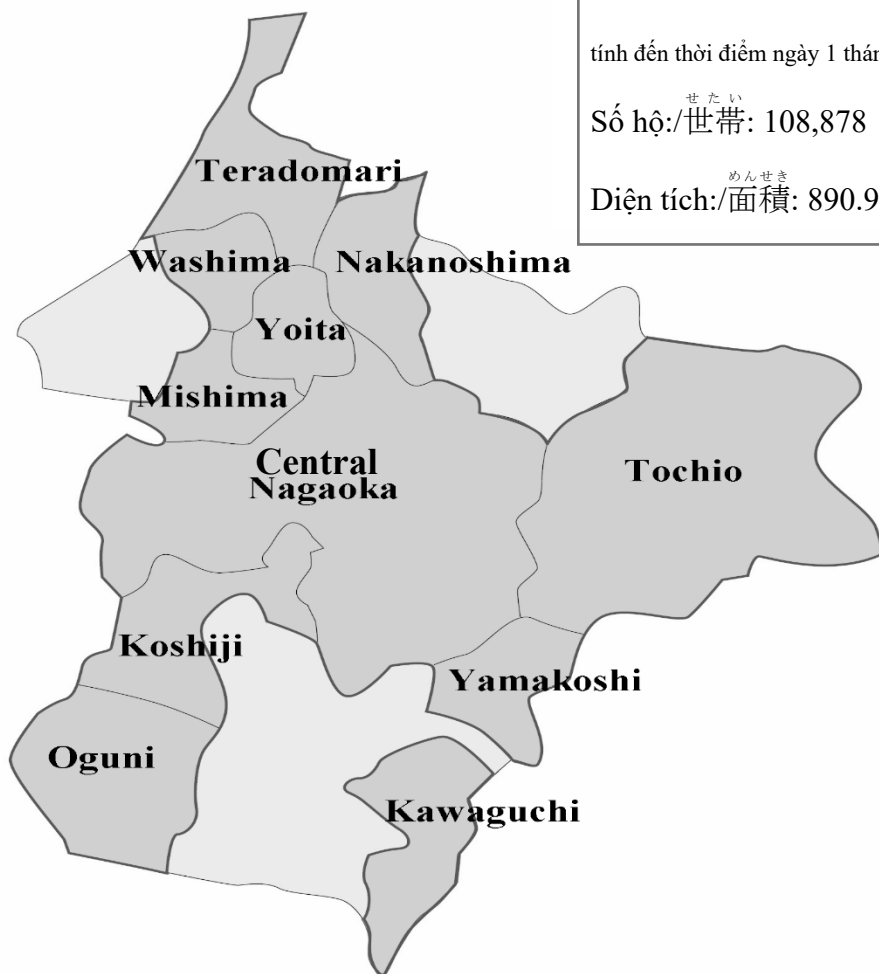 tính đến thời điểm ngày 1
せたい
Số hộ:/世帯: 108,878
めんせき
Diện tích:/面積: 890.9
Teradomari
Washima
Nakanoshima
Yoita
Mishima
Central
Nagaoka
Tochio
Koshiji
Yamakoshi
Oguni
Kawaguchi